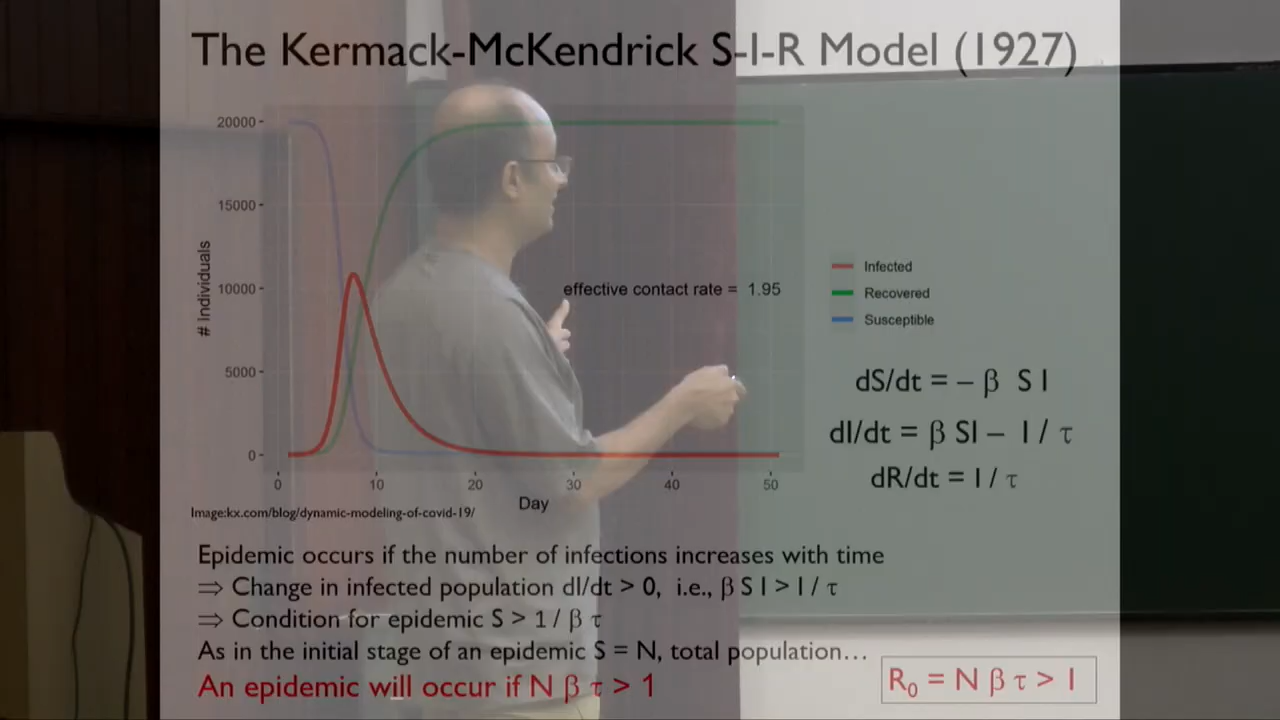 The Kermack-McKendrick S-I-R Model (1927)
20000
15000
10000
5000
0
# Individuals
0 10 20 30 40 50
Day
effective contact rate = 1.95
Infected
Recovered
Susceptible
dS/dt = – β S I
dI/dt = β SI – I / τ
dR/dt = I / τ
Image:kx.com/blog/dynamic-modeling-of-covid-19/
Epidemic occurs if the number of infections increases with time
⇒ Change in infected population dI/dt > 0, i.e., β S I > I / τ
⇒ Condition for epidemic S > 1 / β τ
As in the initial stage of an epidemic S = N, total population…
An epidemic will occur if N β τ > 1
R₀ = N β τ > 1